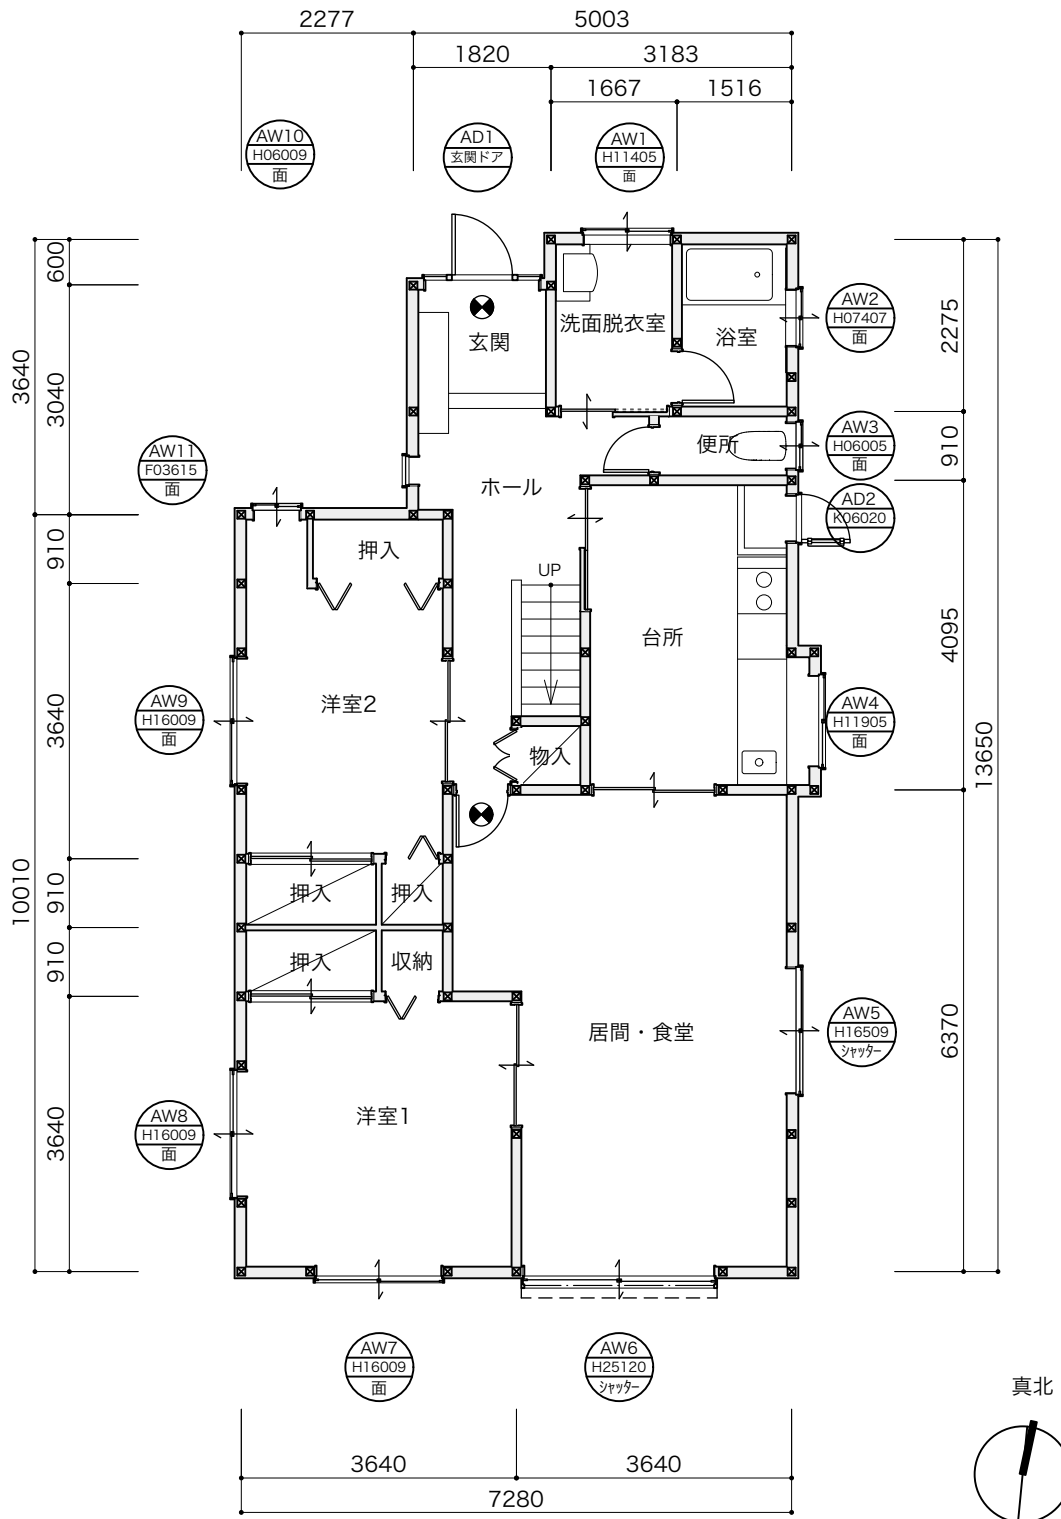 2277
5003
1820
3183
1667
1516
AW10
H06009
面
AD1
玄関ドア
AW1
H11405
面
600
3040
3640
910
3640
910
910
3640
10010
2275
910
4095
6370
13650
AW2
H07407
面
AW3
H06005
面
AD2
K06020
AW4
H11905
面
AW5
H16509
シャッター
AW11
F03615
面
AW9
H16009
面
AW8
H16009
面
玄関
洗面脱衣室
浴室
便所
ホール
押入
UP
台所
洋室2
物入
押入
押入
押入
収納
居間・食堂
洋室1
AW7
H16009
面
AW6
H25120
シャッター
真北
3640
3640
7280